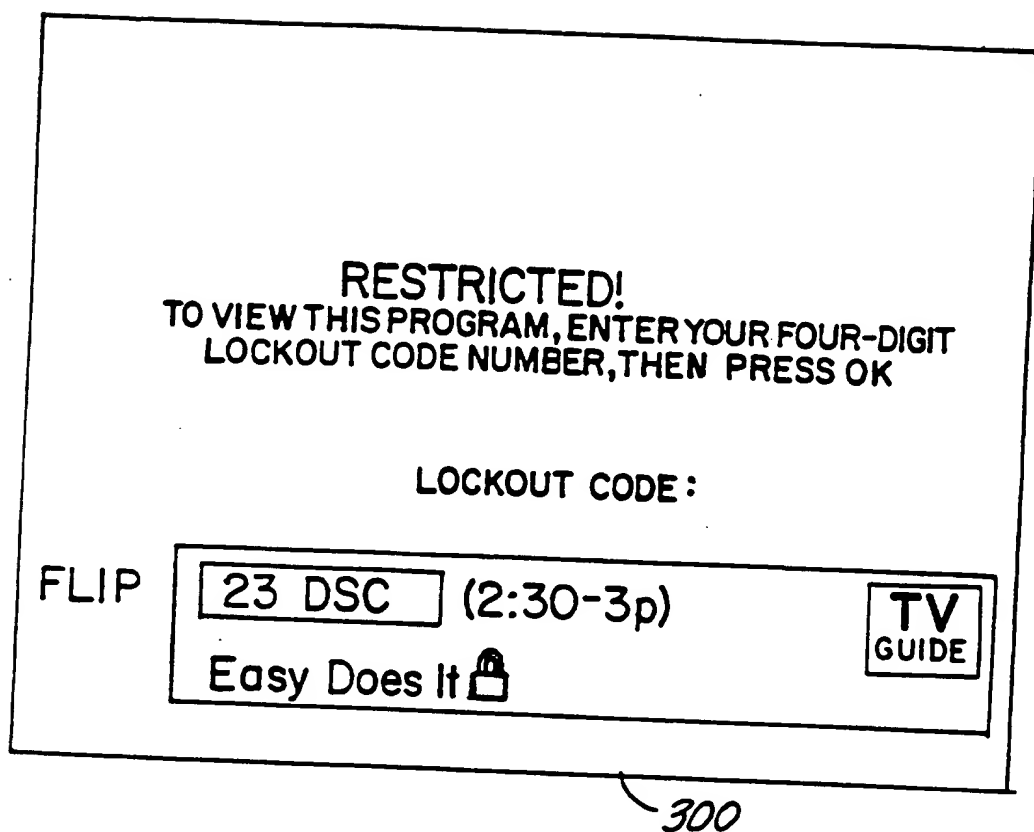 RESTRICTED!
TO VIEW THIS PROGRAM, ENTER YOUR FOUR-DIGIT
LOCKOUT CODE NUMBER, THEN PRESS OK
LOCKOUT CODE:
FLIP
23 DSC (2:30-3p)
TV
GUIDE
Easy Does It
300